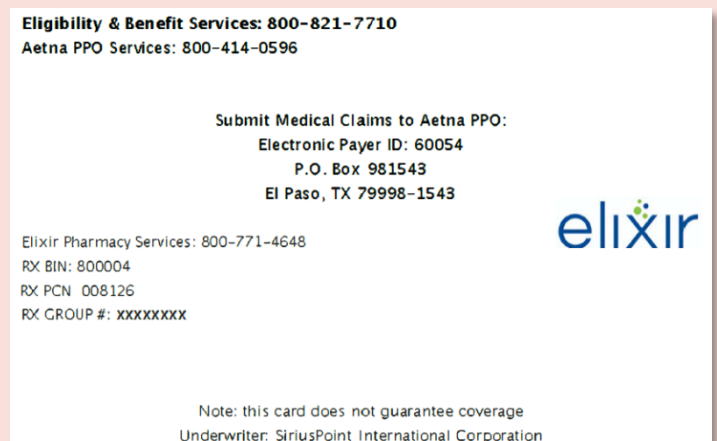 Eligibility & Benefit Services: 800-821-7710
Aetna PPO Services: 800-414-0596
Submit Medical Claims to Aetna PPO:
Electronic Payer ID: 60054
P.O. Box 981543
El Paso, TX 79998-1543
elixir
Elixir Pharmacy Services: 800-771-4648
RX BIN: 800004
RX PCN 008126
RX GROUP #: XXXXXXXX
Note: this card does not guarantee coverage
Underwriter: SiriusPoint International Corporation